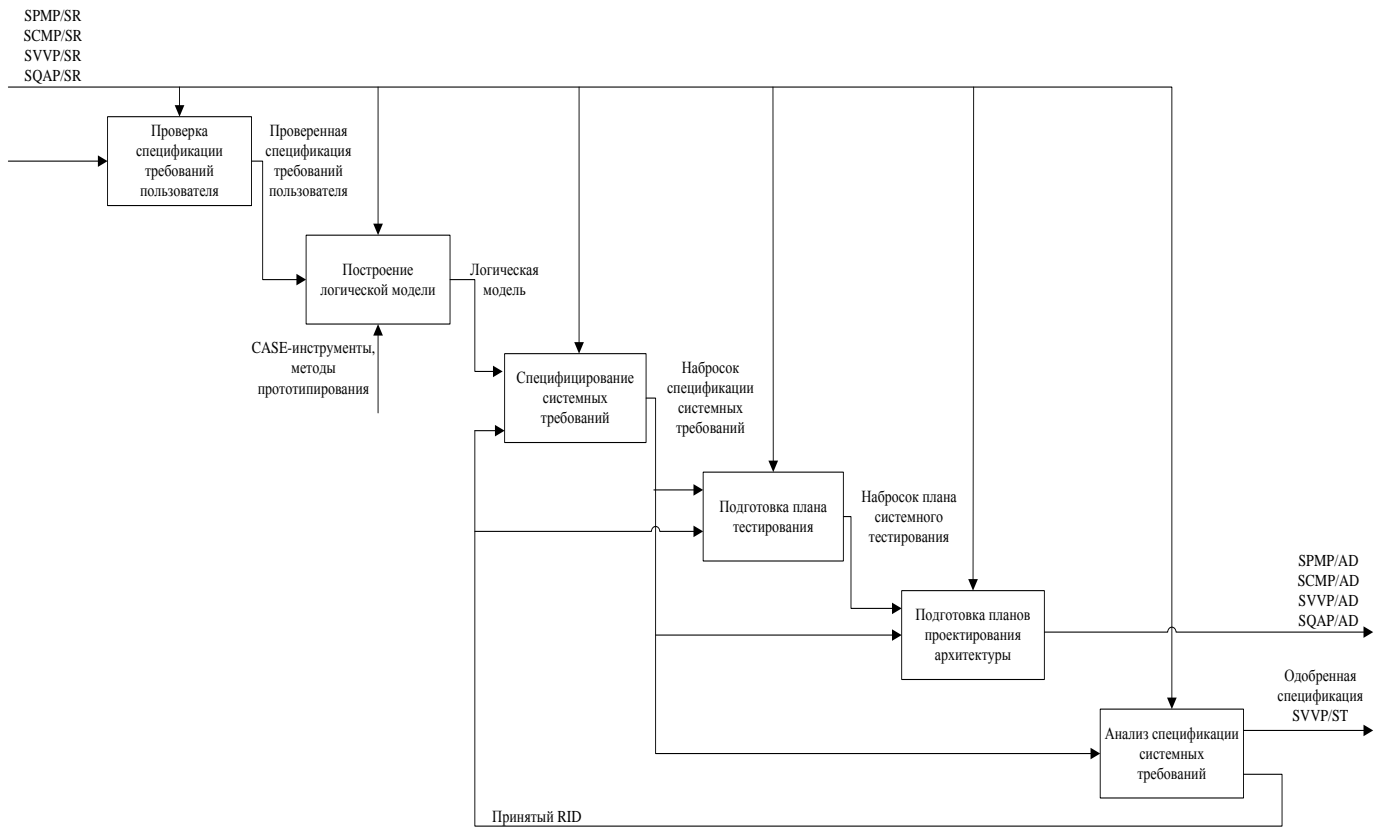 SPMP/SR
SCMP/SR
SVVP/SR
SQAP/SR
Проверка
спецификации
требований
пользователя
Проверенная
спецификация
требований
пользователя
Построение
логической модели
Логическая
модель
CASE-инструменты,
методы
прототипирования
Специфицирование
системных
требований
Набросок
спецификации
системных
требований
Подготовка плана
тестирования
Набросок плана
системного
тестирования
Подготовка планов
проектирования
архитектуры
SPMP/AD
SCMP/AD
SVVP/AD
SQAP/AD
Одобренная
спецификация
SVVP/ST
Анализ спецификации
системных
требований
Принятый RID